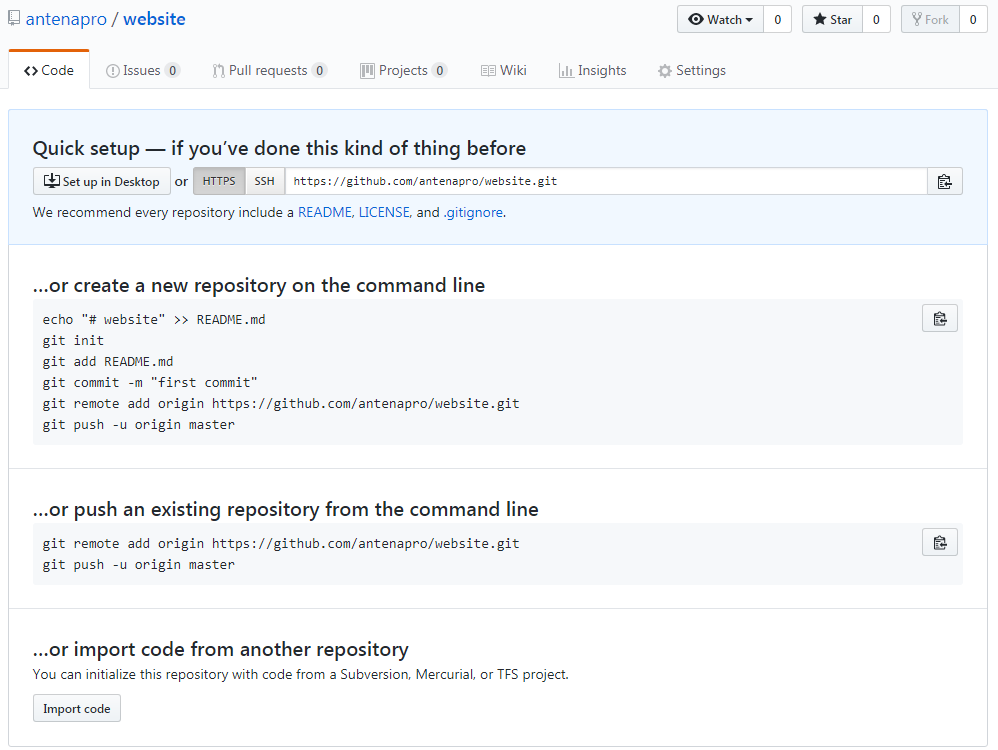 antenapro / website
Watch 0 Star 0 Fork 0
Code Issues 0 Pull requests 0 Projects 0 Wiki Insights Settings
Quick setup — if you’ve done this kind of thing before
Set up in Desktop or HTTPS SSH https://github.com/antenapro/website.git
We recommend every repository include a README, LICENSE, and .gitignore.
…or create a new repository on the command line
echo "# website" >> README.md
git init
git add README.md
git commit -m "first commit"
git remote add origin https://github.com/antenapro/website.git
git push -u origin master
…or push an existing repository from the command line
git remote add origin https://github.com/antenapro/website.git
git push -u origin master
…or import code from another repository
You can initialize this repository with code from a Subversion, Mercurial, or TFS project.
Import code